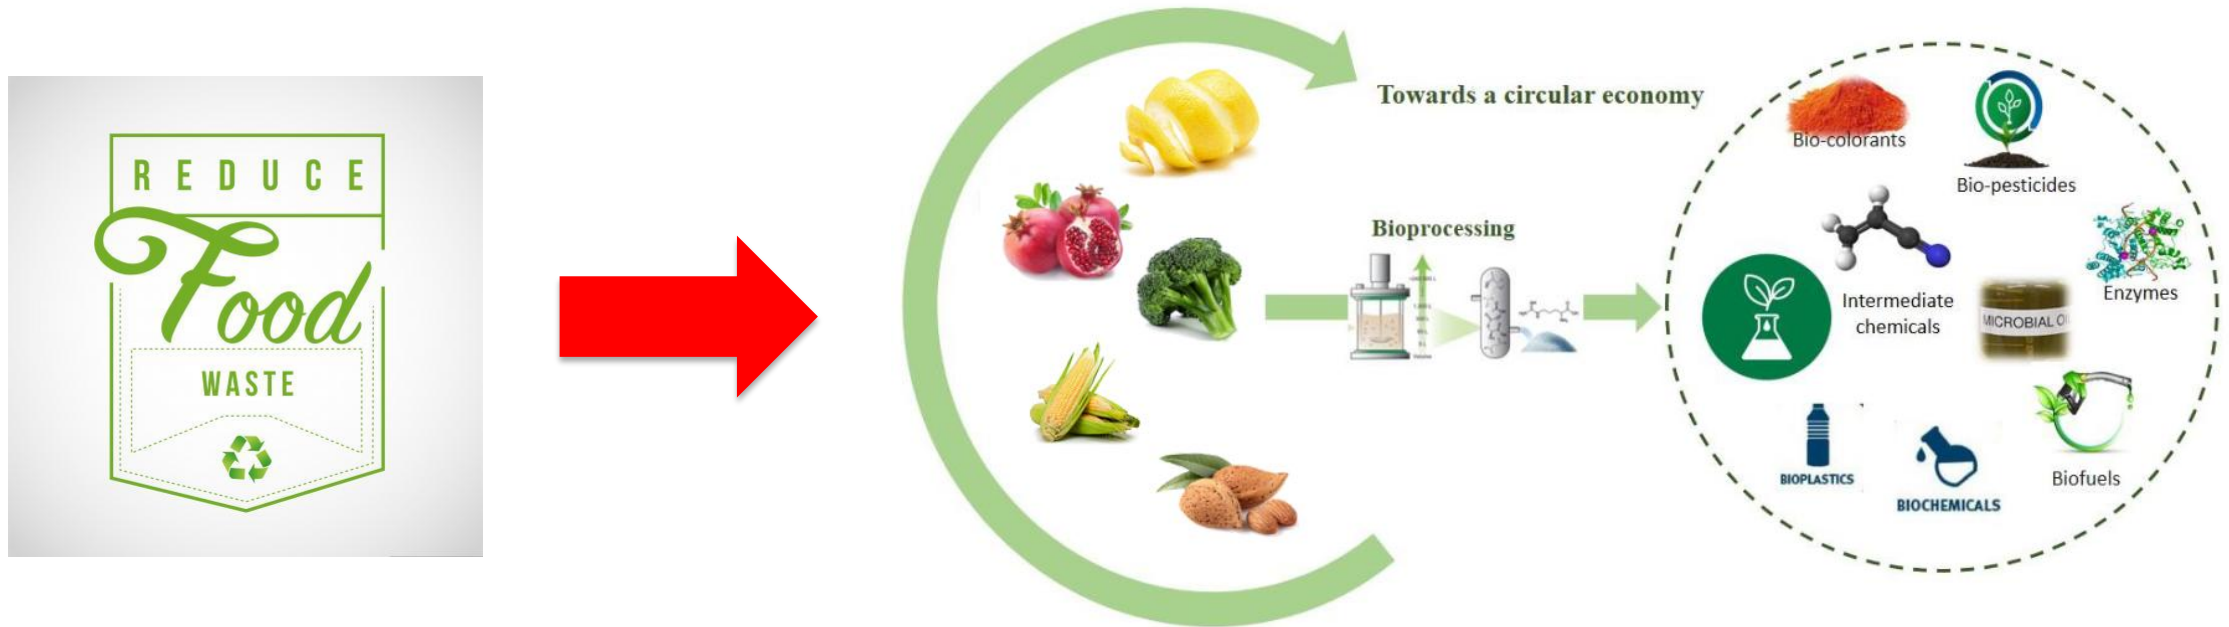 REDUCE
Food
WASTE
Towards a circular economy
Bioprocessing
Bio-colorants
Bio-pesticides
Enzymes
Intermediate
chemicals
MICROBIAL
Biofuels
BIOPLASTICS
BIOCHEMICALS